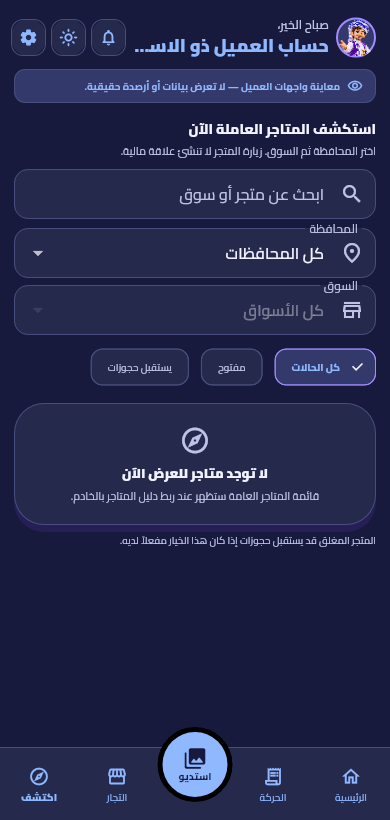 صباح الخير،
حساب العميل ذو الاسـ...
معاينة واجهات العميل — لا تعرض بيانات أو أرصدة حقيقية.
استكشف المتاجر العاملة الآن
اختر المحافظة ثم السوق. زيارة المتجر لا تنشئ علاقة مالية.
ابحث عن متجر أو سوق
المحافظة
كل المحافظات
السوق
كل الأسواق
كل الحالات
مفتوح
يستقبل حجوزات
لا توجد متاجر للعرض الآن
قائمة المتاجر العامة ستظهر عند ربط دليل المتاجر بالخادم.
المتجر المغلق قد يستقبل حجوزات إذا كان هذا الخيار مفعلاً لديه.
الرئيسية
الحركة
استديو
التجار
اكتشف